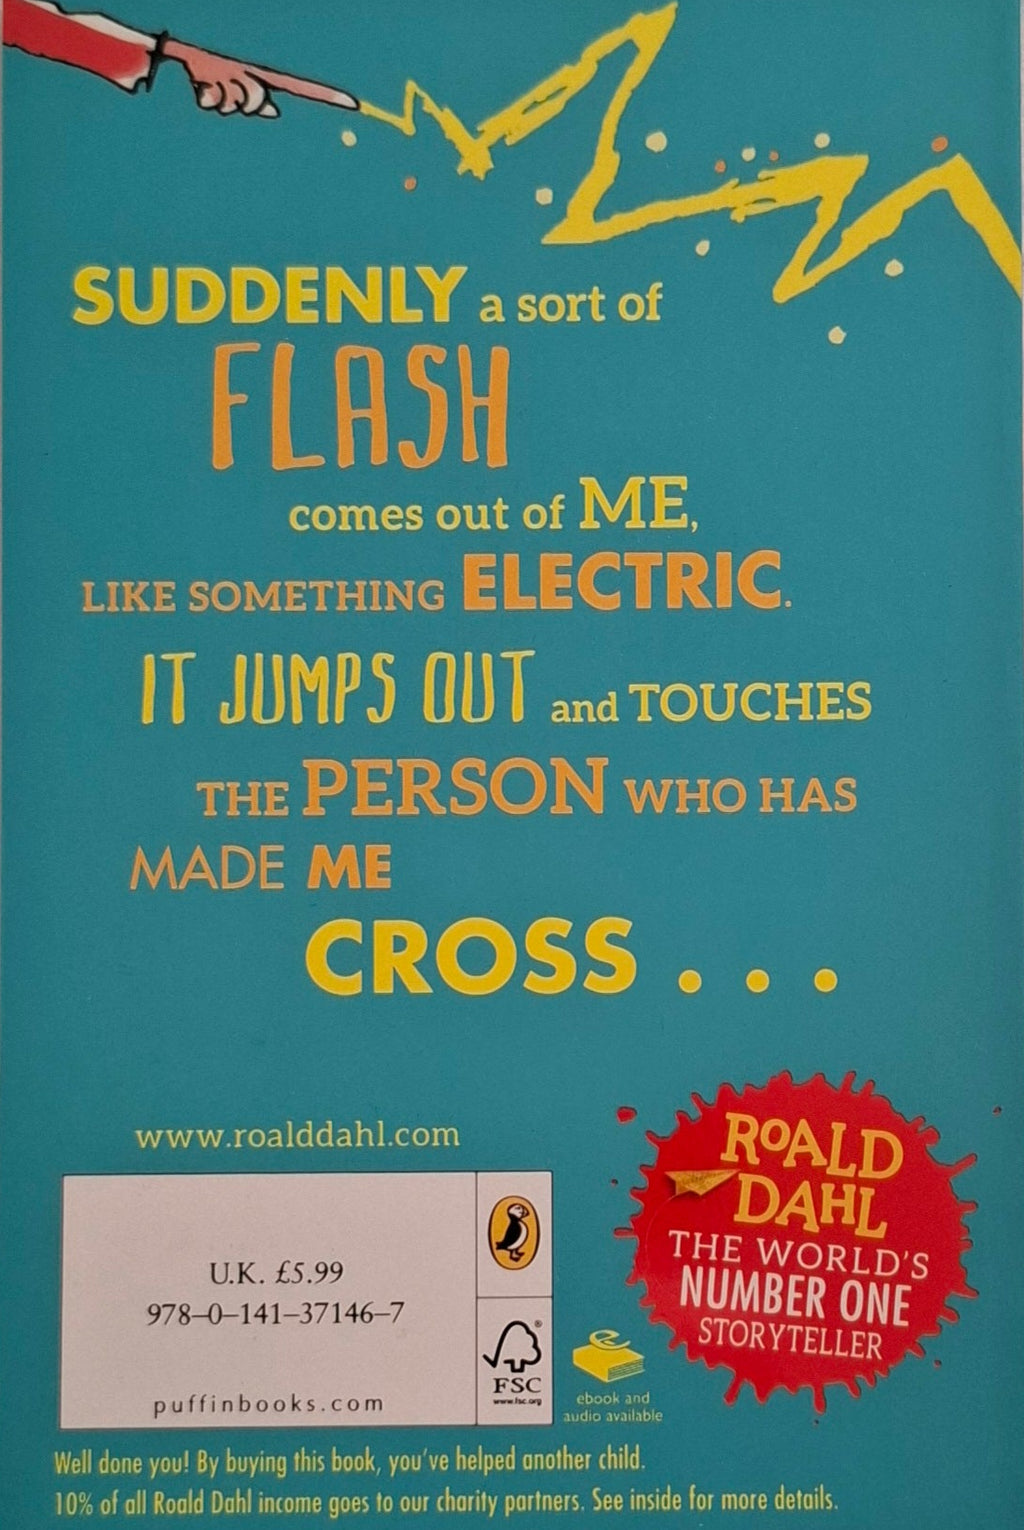 SUDDENLY a sort of
FLASH
comes out of ME,
LIKE SOMETHING ELECTRIC.
IT JUMPS OUT and TOUCHES
THE PERSON WHO HAS
MADE ME
CROSS . . .
www.roalddahl.com
U.K. £5.99
978–0–141–37146–7
puffinbooks.com
®
FSC
www.fsc.org
e
ebook and
audio available
ROALD
DAHL
THE WORLD'S
NUMBER ONE
STORYTELLER
Well done you! By buying this book, you've helped another child.
10% of all Roald Dahl income goes to our charity partners. See inside for more details.